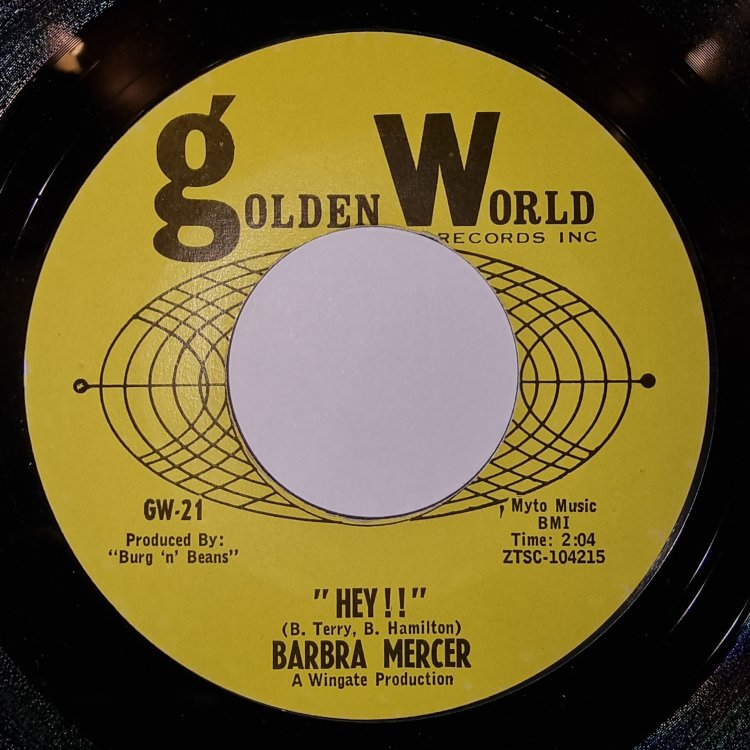 golden World
RECORDS INC
GW-21
Produced By:
"Burg 'n' Beans"
Myto Music
BMI
Time: 2:04
ZTSC-104215
"HEY!!"
(B. Terry, B. Hamilton)
BARBRA MERCER
A Wingate Production